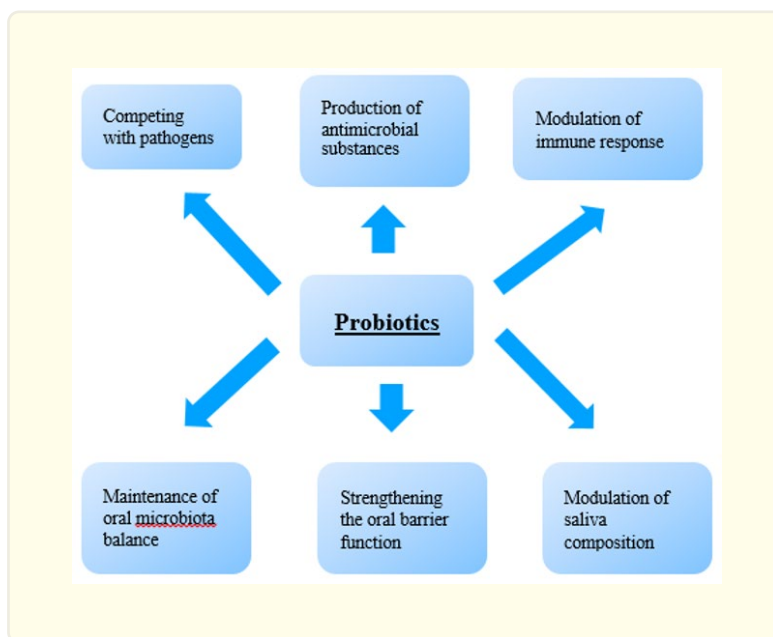 Competing
with pathogens
Production of
antimicrobial
substances
Modulation of
immune response
Probiotics
Maintenance of
oral microbiota
balance
Strengthening
the oral barrier
function
Modulation of
saliva
composition